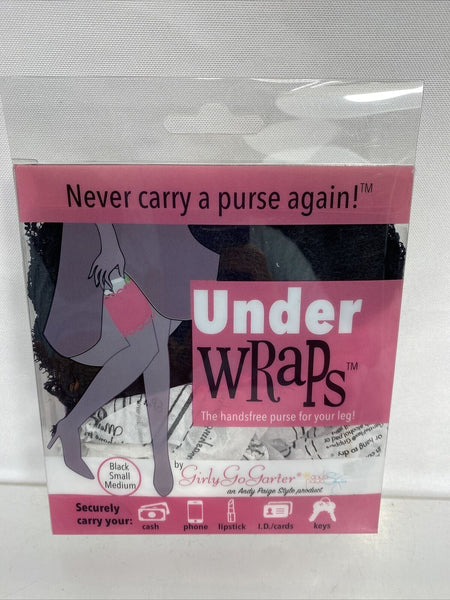 Never carry a purse again!™
Under
WRaPs™
The handsfree purse for your leg!
by GirlyGoGarter®
an Andy Paige Style product
Black
Small
Medium
Securely
carry your:
cash
phone
lipstick
I.D./cards
keys